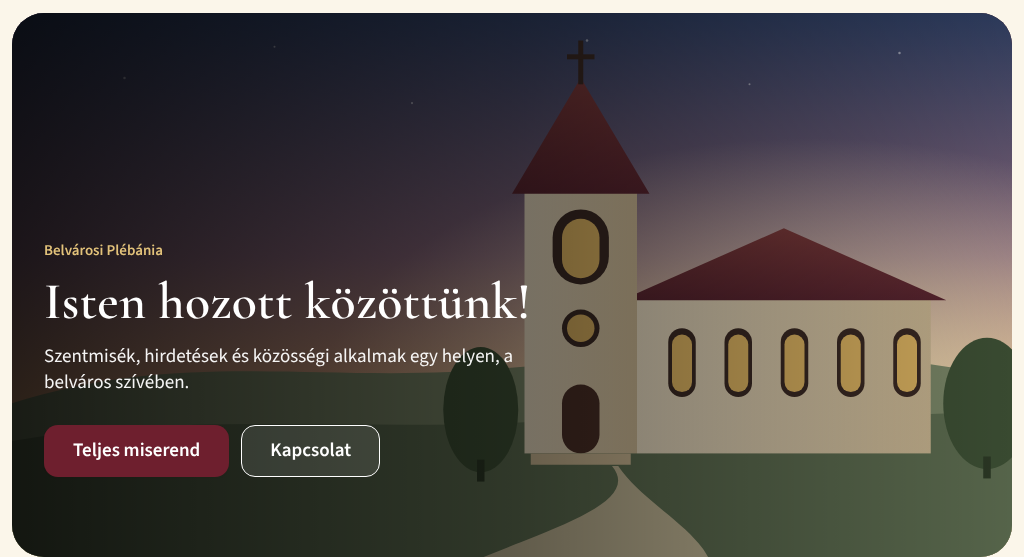 Belvárosi Plébánia
Isten hozott közöttünk!
Szentmisék, hirdetések és közösségi alkalmak egy helyen, a
belváros szívében.
Teljes miserend
Kapcsolat